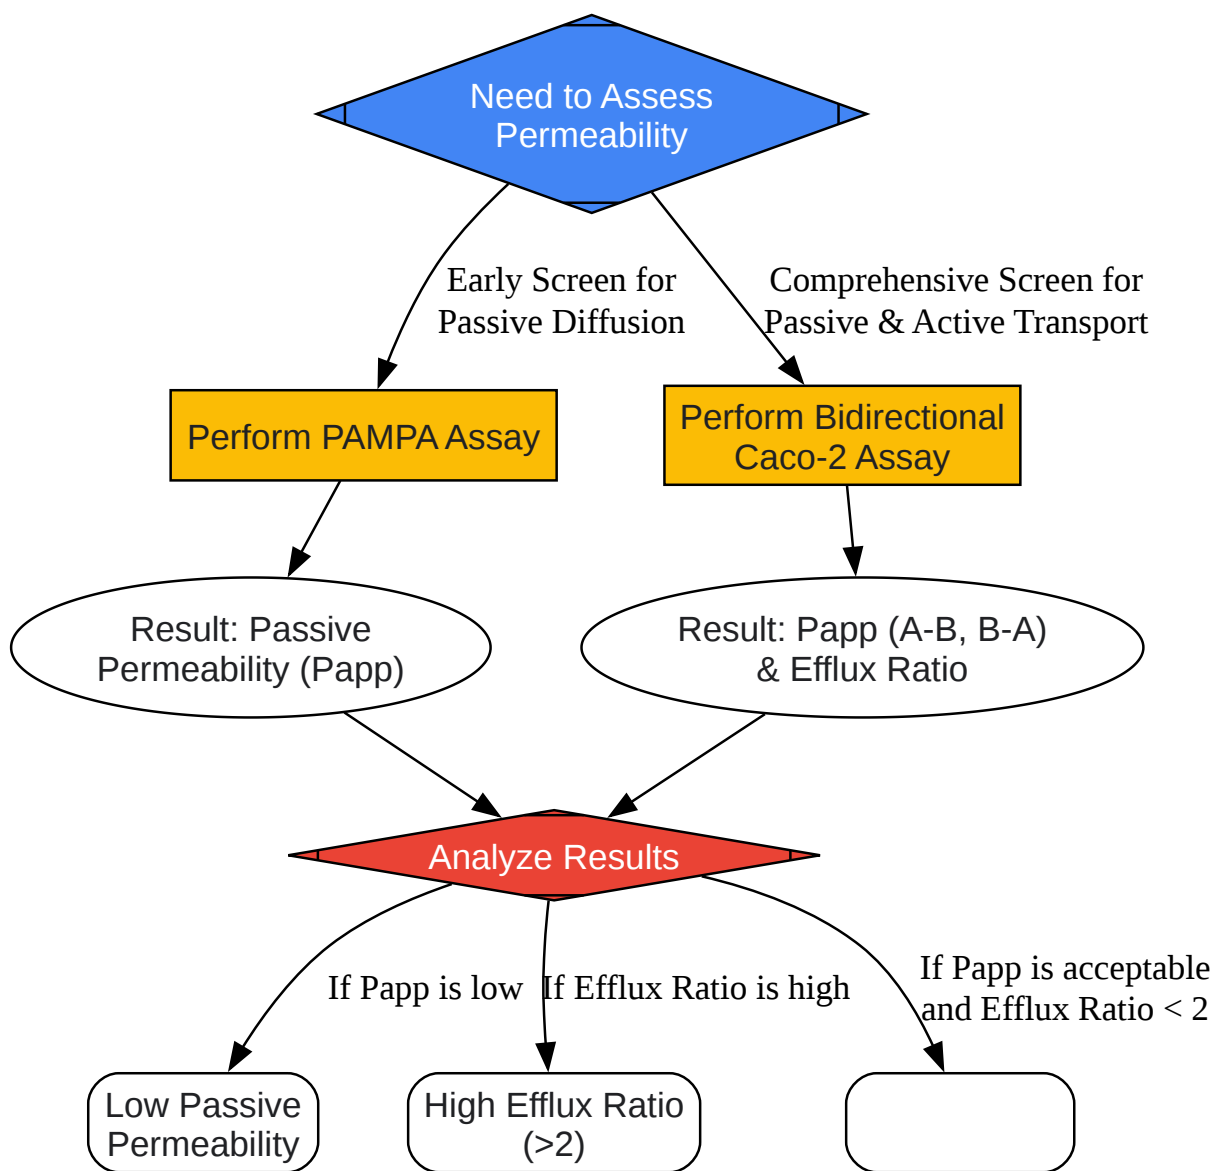 Need to Assess
Permeability
Early Screen for
Passive Diffusion
Comprehensive Screen for
Passive & Active Transport
Perform PAMPA Assay
Perform Bidirectional
Caco-2 Assay
Result: Passive
Permeability (Papp)
Result: Papp (A-B, B-A)
& Efflux Ratio
Analyze Results
If Papp is low
If Efflux Ratio is high
If Papp is acceptable
and Efflux Ratio < 2
Low Passive
Permeability
High Efflux Ratio
(>2)